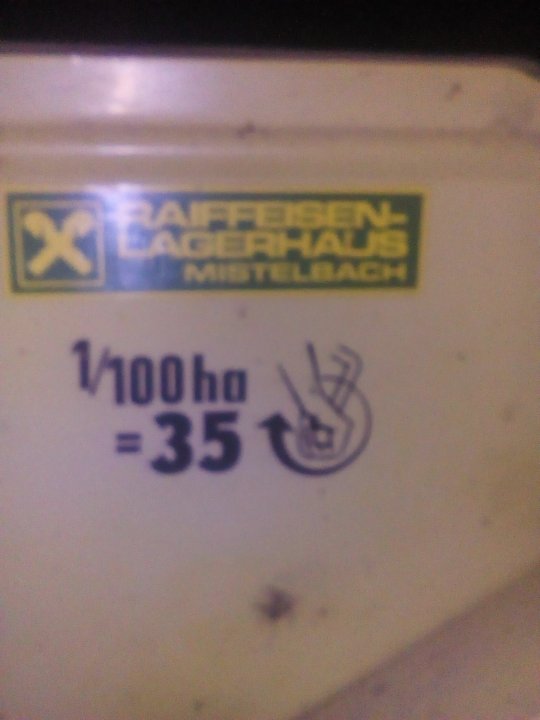 RAIFFEISEN-
LAGERHAUS
MISTELBACH
1/100 ha
= 35